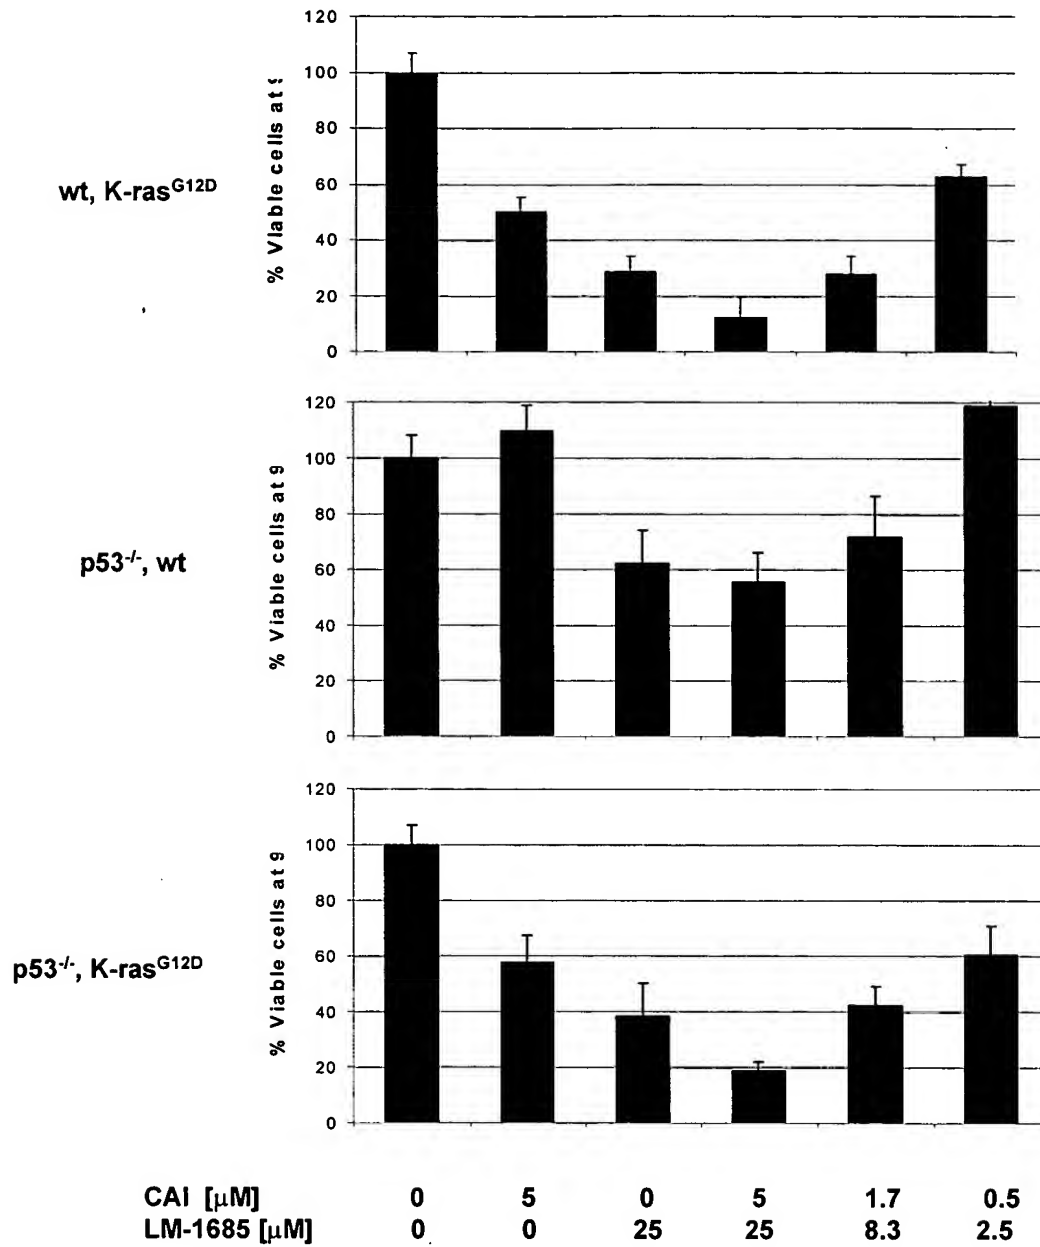 120
100
80
60
40
20
0
% Viable cells at
wt, K-ras^G12D
120
100
80
60
40
20
0
% Viable cells at 9
p53^-/-, wt
120
100
80
60
40
20
0
% Viable cells at 9
p53^-/-, K-ras^G12D
CAI [μM] 0 5 0 5 1.7 0.5
LM-1685 [μM] 0 0 25 25 8.3 2.5